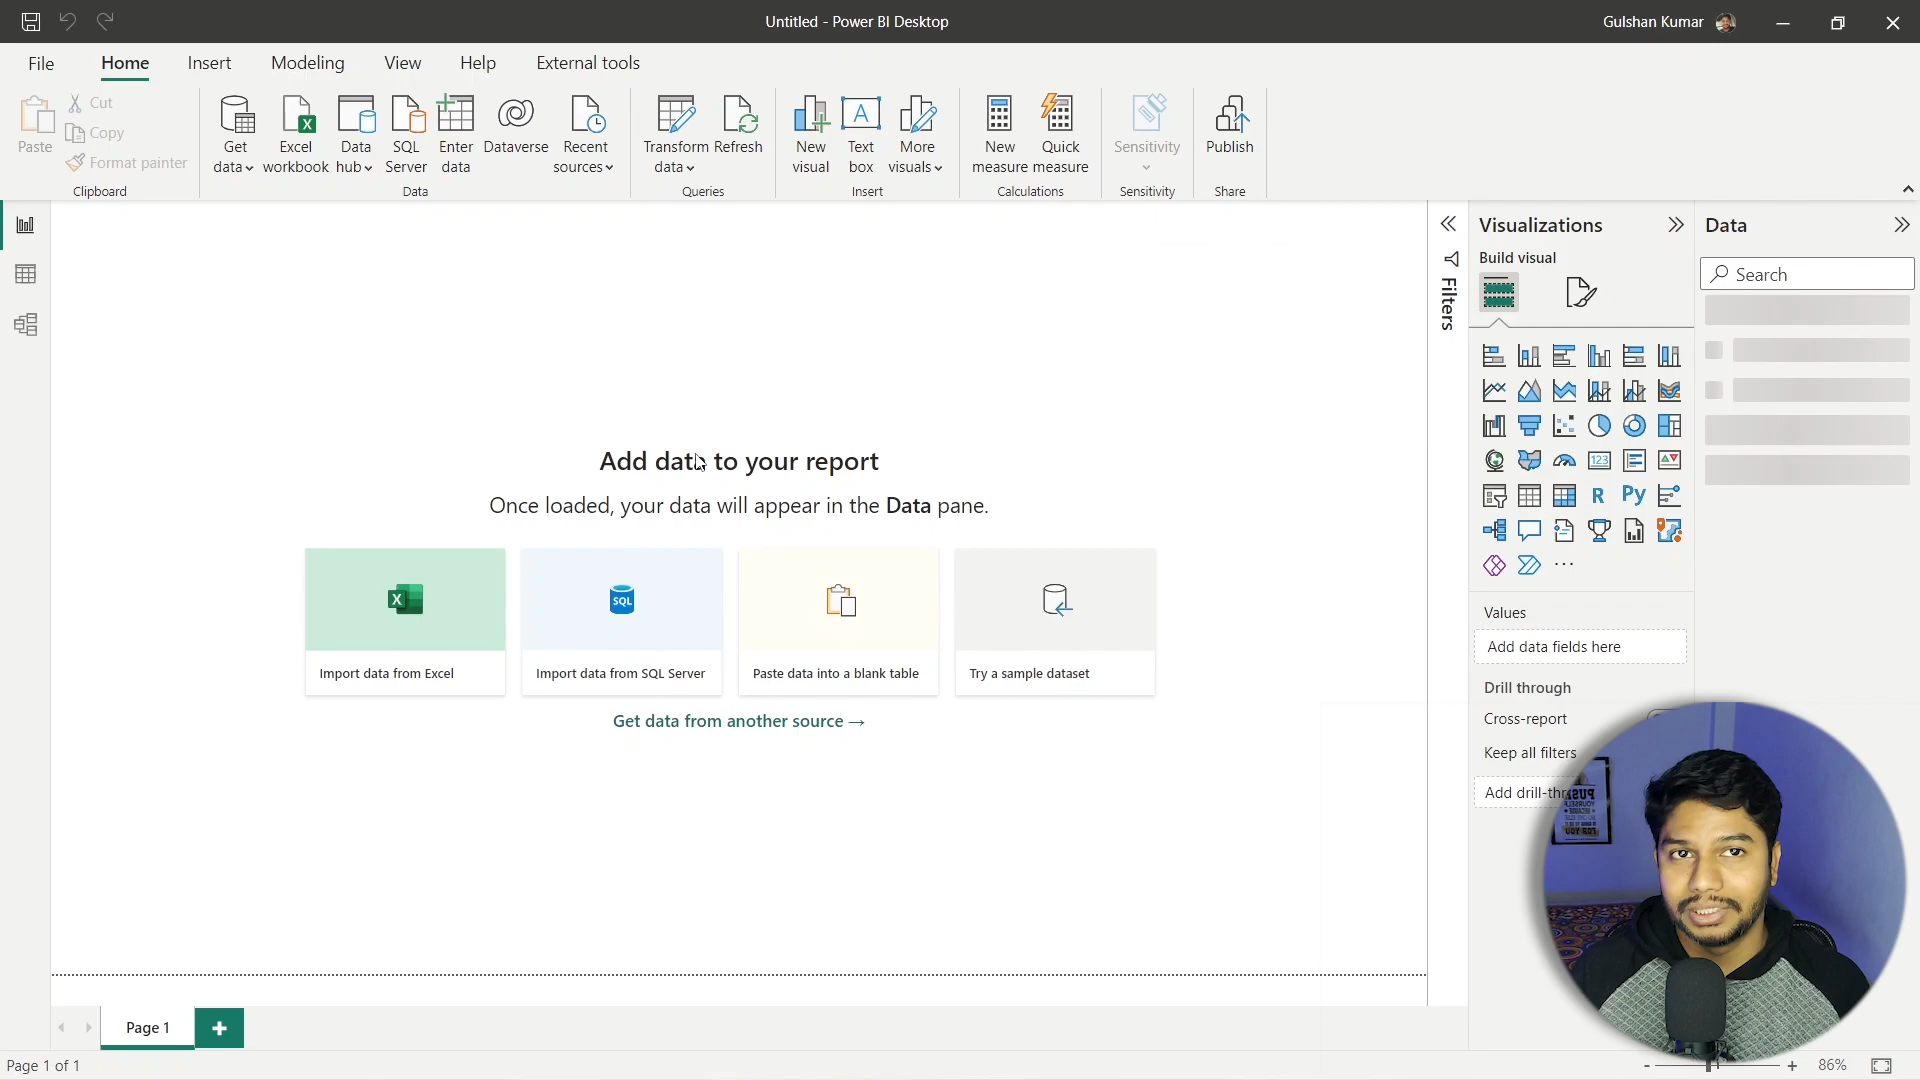 Untitled - Power BI Desktop
Gulshan Kumar
File Home Insert Modeling View Help External tools
Paste
Cut
Copy
Format painter
Clipboard
Get data
Excel workbook
Data hub
SQL Server
Enter data
Dataverse
Recent sources
Data
Transform data
Refresh
Queries
New visual
Text box
More visuals
Insert
New measure
Quick measure
Calculations
Sensitivity
Sensitivity
Publish
Share
Filters
Visualizations
Build visual
R
Py
123
Values
Add data fields here
Drill through
Cross-report
Keep all filters
Add drill-thr
Data
Search
Add data to your report
Once loaded, your data will appear in the Data pane.
X
SQL
Import data from Excel
Import data from SQL Server
Paste data into a blank table
Try a sample dataset
Get data from another source →
Page 1
Page 1 of 1
86%